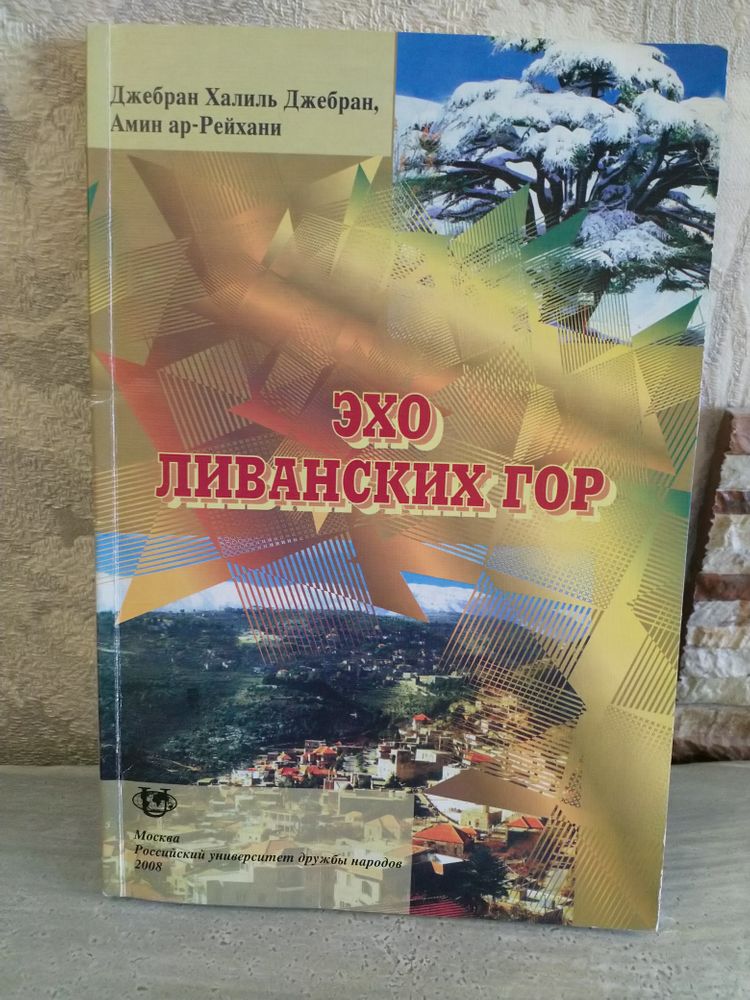 Джебран Халиль Джебран,
Амин ар-Рейхани
ЭХО
ЛИВАНСКИХ ГОР
Москва
Российский университет дружбы народов
2008